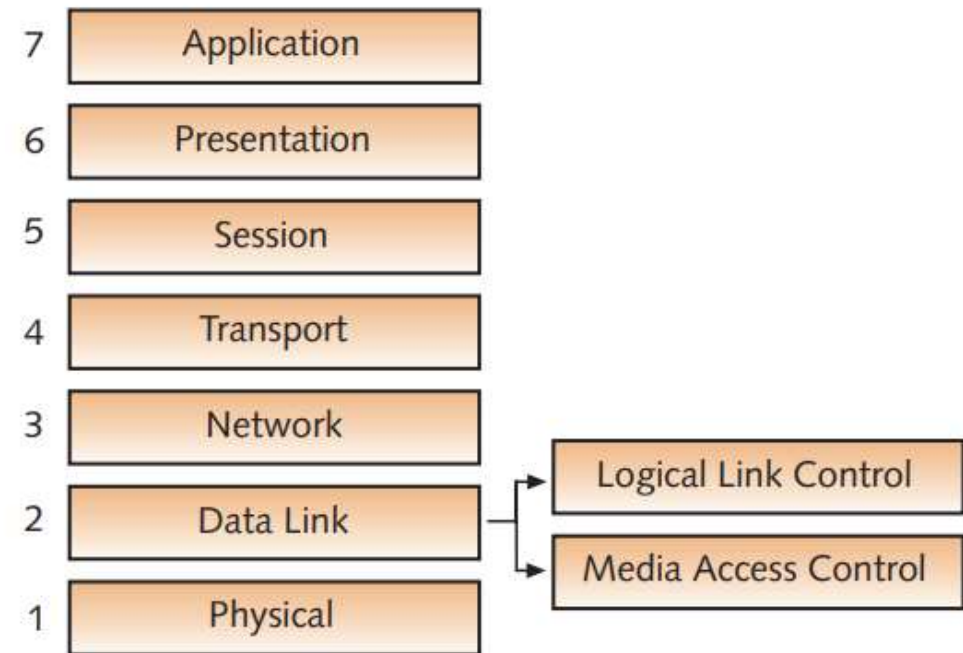 7 Application
6 Presentation
5 Session
4 Transport
3 Network
2 Data Link
Logical Link Control
Media Access Control
1 Physical